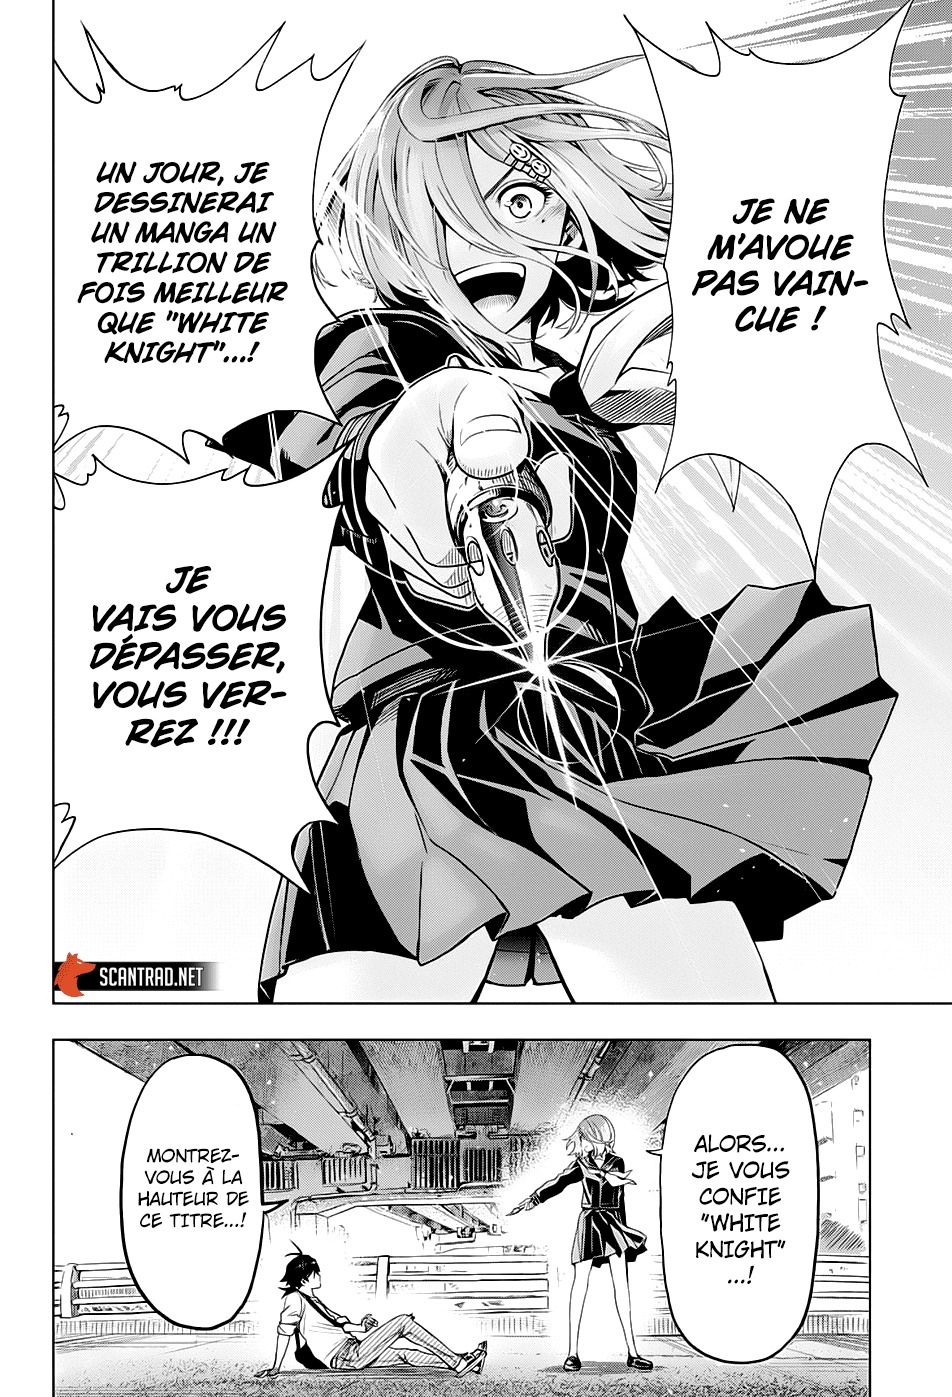 JE NE
M'AVOUE
PAS VAIN-
CUE !
UN JOUR, JE
DESSINERAI
UN MANGA UN
TRILLION DE
FOIS MEILLEUR
QUE "WHITE
KNIGHT"...!
JE
VAIS VOUS
DÉPASSER,
VOUS VER-
REZ !!!
SCANTRAD.NET
ALORS...
JE VOUS
CONFIE
"WHITE
KNIGHT"
...!
MONTREZ-
VOUS À LA
HAUTEUR DE
CE TITRE...!